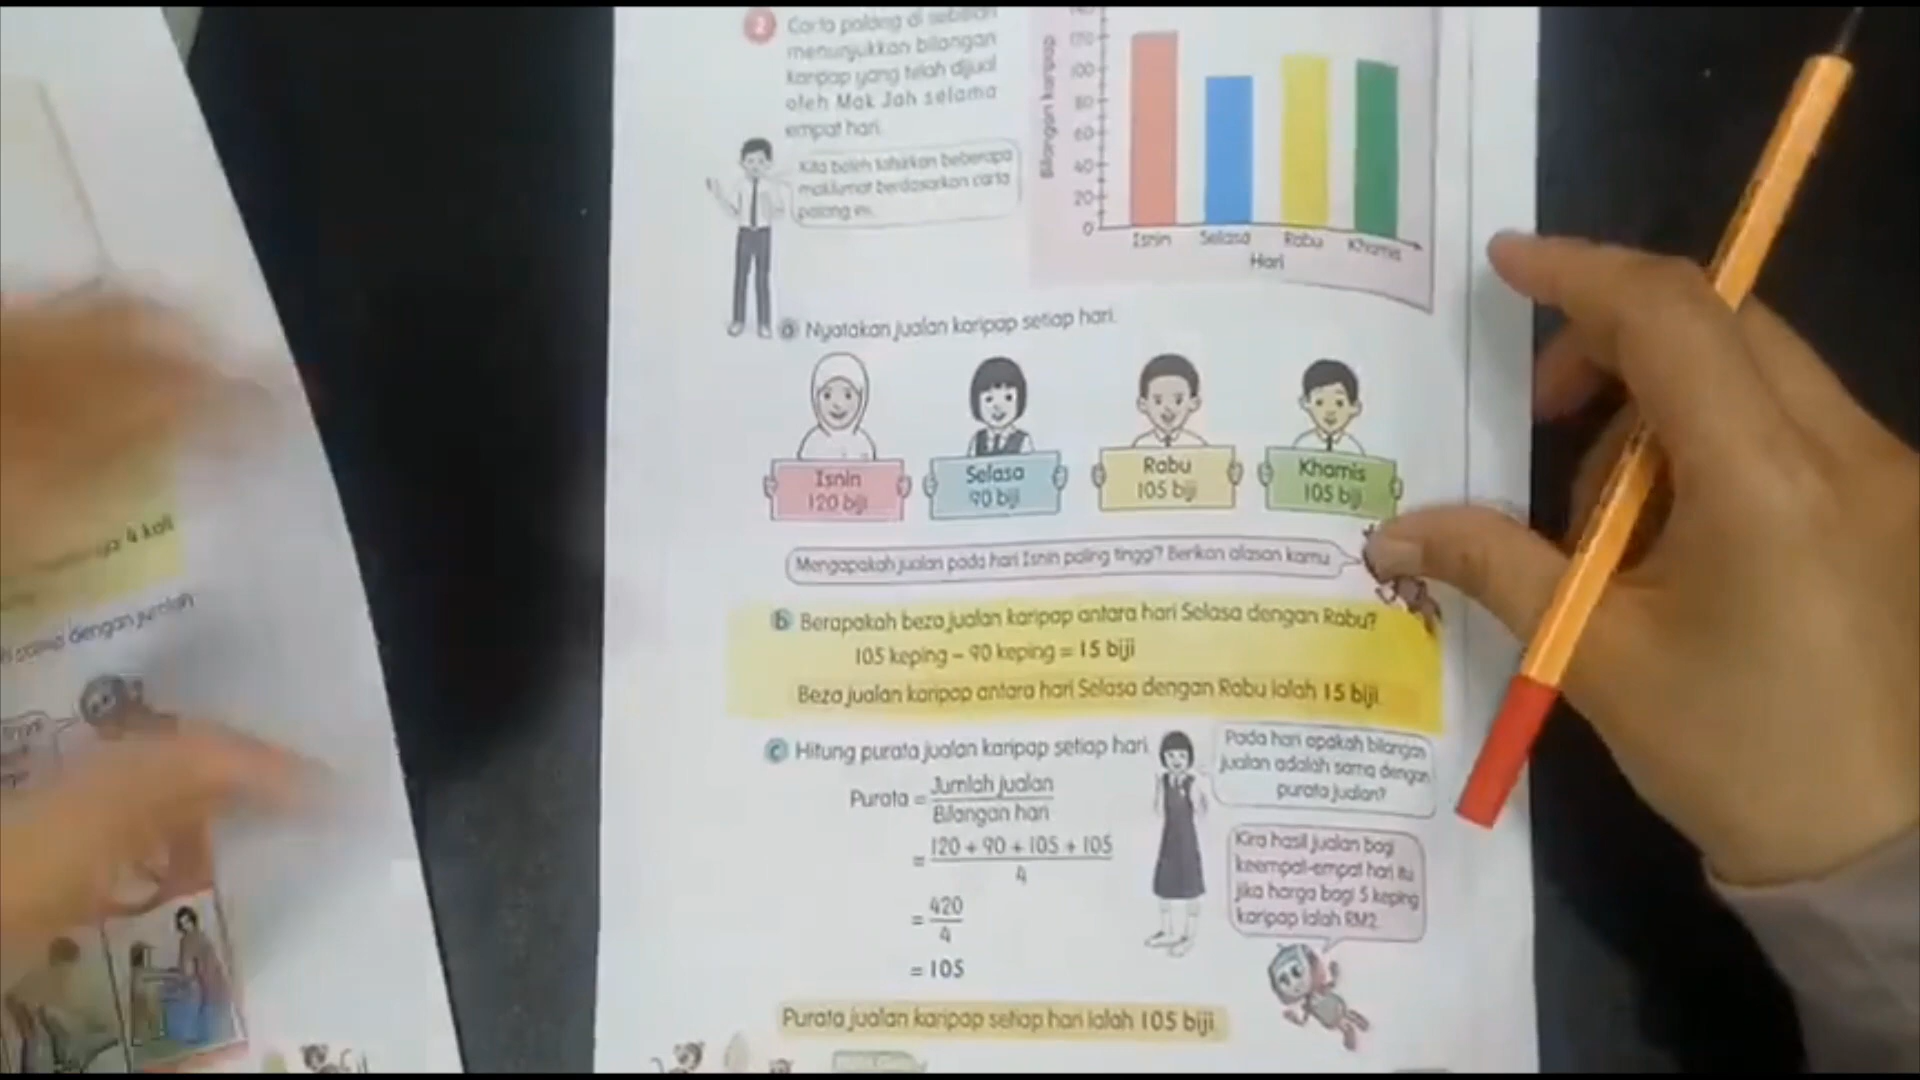 4 kali
dengan jumlah
2 Carta palang di sebelah
menunjukkan bilangan
karipap yang telah dijual
oleh Mak Jah selama
empat hari.
Kita boleh tafsirkan beberapa
maklumat berdasarkan carta
palang ini.
Bilangan karipap
120
100
80
60
40
20
0
Isnin Selasa Rabu Khamis
Hari
a Nyatakan jualan karipap setiap hari.
Isnin
120 biji
Selasa
90 biji
Rabu
105 biji
Khamis
105 biji
Mengapakah jualan pada hari Isnin paling tinggi? Berikan alasan kamu.
b Berapakah beza jualan karipap antara hari Selasa dengan Rabu?
105 keping – 90 keping = 15 biji
Beza jualan karipap antara hari Selasa dengan Rabu ialah 15 biji.
c Hitung purata jualan karipap setiap hari.
Purata = Jumlah jualan
Bilangan hari
= 120 + 90 + 105 + 105
4
= 420
4
= 105
Pada hari apakah bilangan
jualan adalah sama dengan
purata jualan?
Kira hasil jualan bagi
keempat-empat hari itu
jika harga bagi 5 keping
karipap ialah RM2.
Purata jualan karipap setiap hari ialah 105 biji.